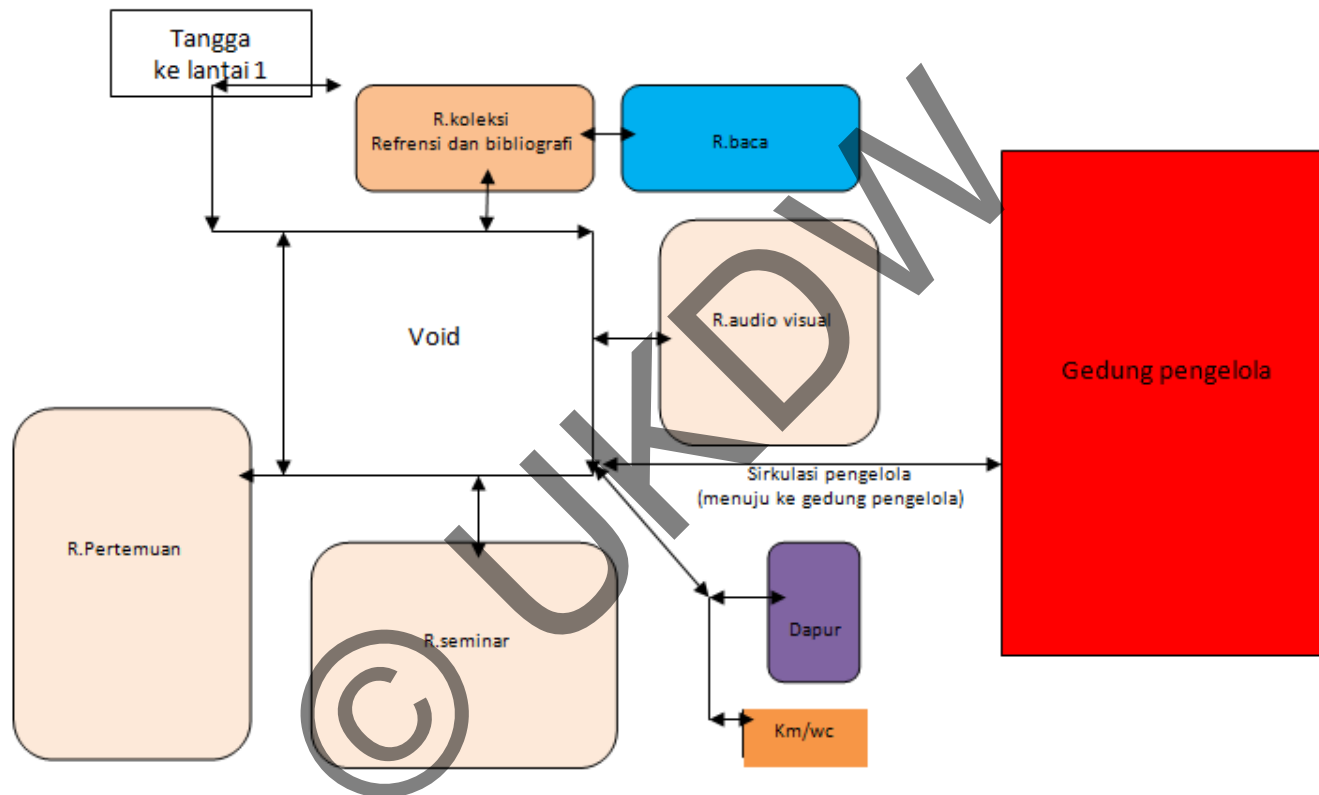 Tangga
ke lantai 1
R.koleksi
Refrensi dan bibliografi
R.baca
R.audio visual
Void
Gedung pengelola
Sirkulasi pengelola
(menuju ke gedung pengelola)
R.Pertemuan
R.seminar
Dapur
Km/wc
© UKDW